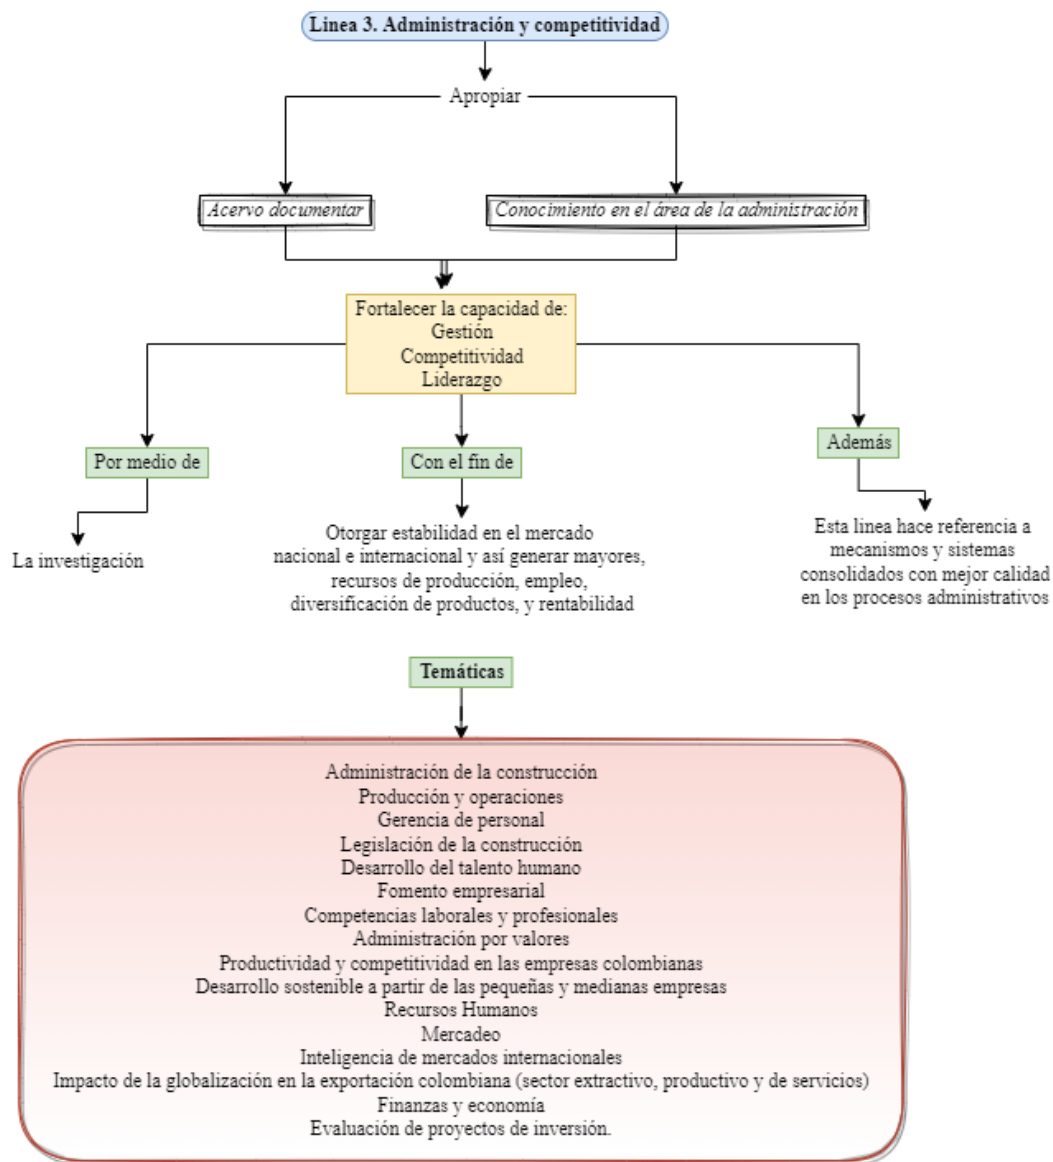 Linea 3. Administración y competitividad
Apropiar
Acervo documentar
Conocimiento en el área de la administración
Fortalecer la capacidad de:
Gestión
Competitividad
Liderazgo
Por medio de
Con el fin de
Además
La investigación
Otorgar estabilidad en el mercado
nacional e internacional y así generar mayores,
recursos de producción, empleo,
diversificación de productos, y rentabilidad
Esta linea hace referencia a
mecanismos y sistemas
consolidados con mejor calidad
en los procesos administrativos
Temáticas
Administración de la construcción
Producción y operaciones
Gerencia de personal
Legislación de la construcción
Desarrollo del talento humano
Fomento empresarial
Competencias laborales y profesionales
Administración por valores
Productividad y competitividad en las empresas colombianas
Desarrollo sostenible a partir de las pequeñas y medianas empresas
Recursos Humanos
Mercadeo
Inteligencia de mercados internacionales
Impacto de la globalización en la exportación colombiana (sector extractivo, productivo y de servicios)
Finanzas y economía
Evaluación de proyectos de inversión.